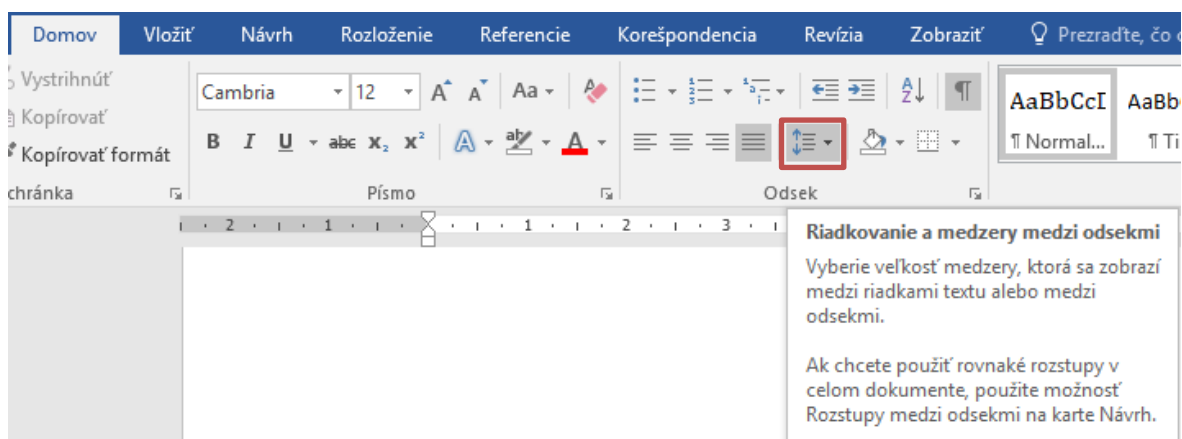 Domov Vložiť Návrh Rozloženie Referencie Korešpondencia Revízia Zobraziť Prezraďte, čo
Vystrihnúť
Kopírovať
Kopírovať formát
chránka
Cambria 12 A A Aa
B I U abc x₂ x² A aby A
Písmo
A Z ¶
Odsek
AaBbCcI AaBb
¶ Normal... ¶ Ti
2 1 1 2 3
Riadkovanie a medzery medzi odsekmi
Vyberie veľkosť medzery, ktorá sa zobrazí
medzi riadkami textu alebo medzi
odsekmi.
Ak chcete použiť rovnaké rozstupy v
celom dokumente, použite možnosť
Rozstupy medzi odsekmi na karte Návrh.